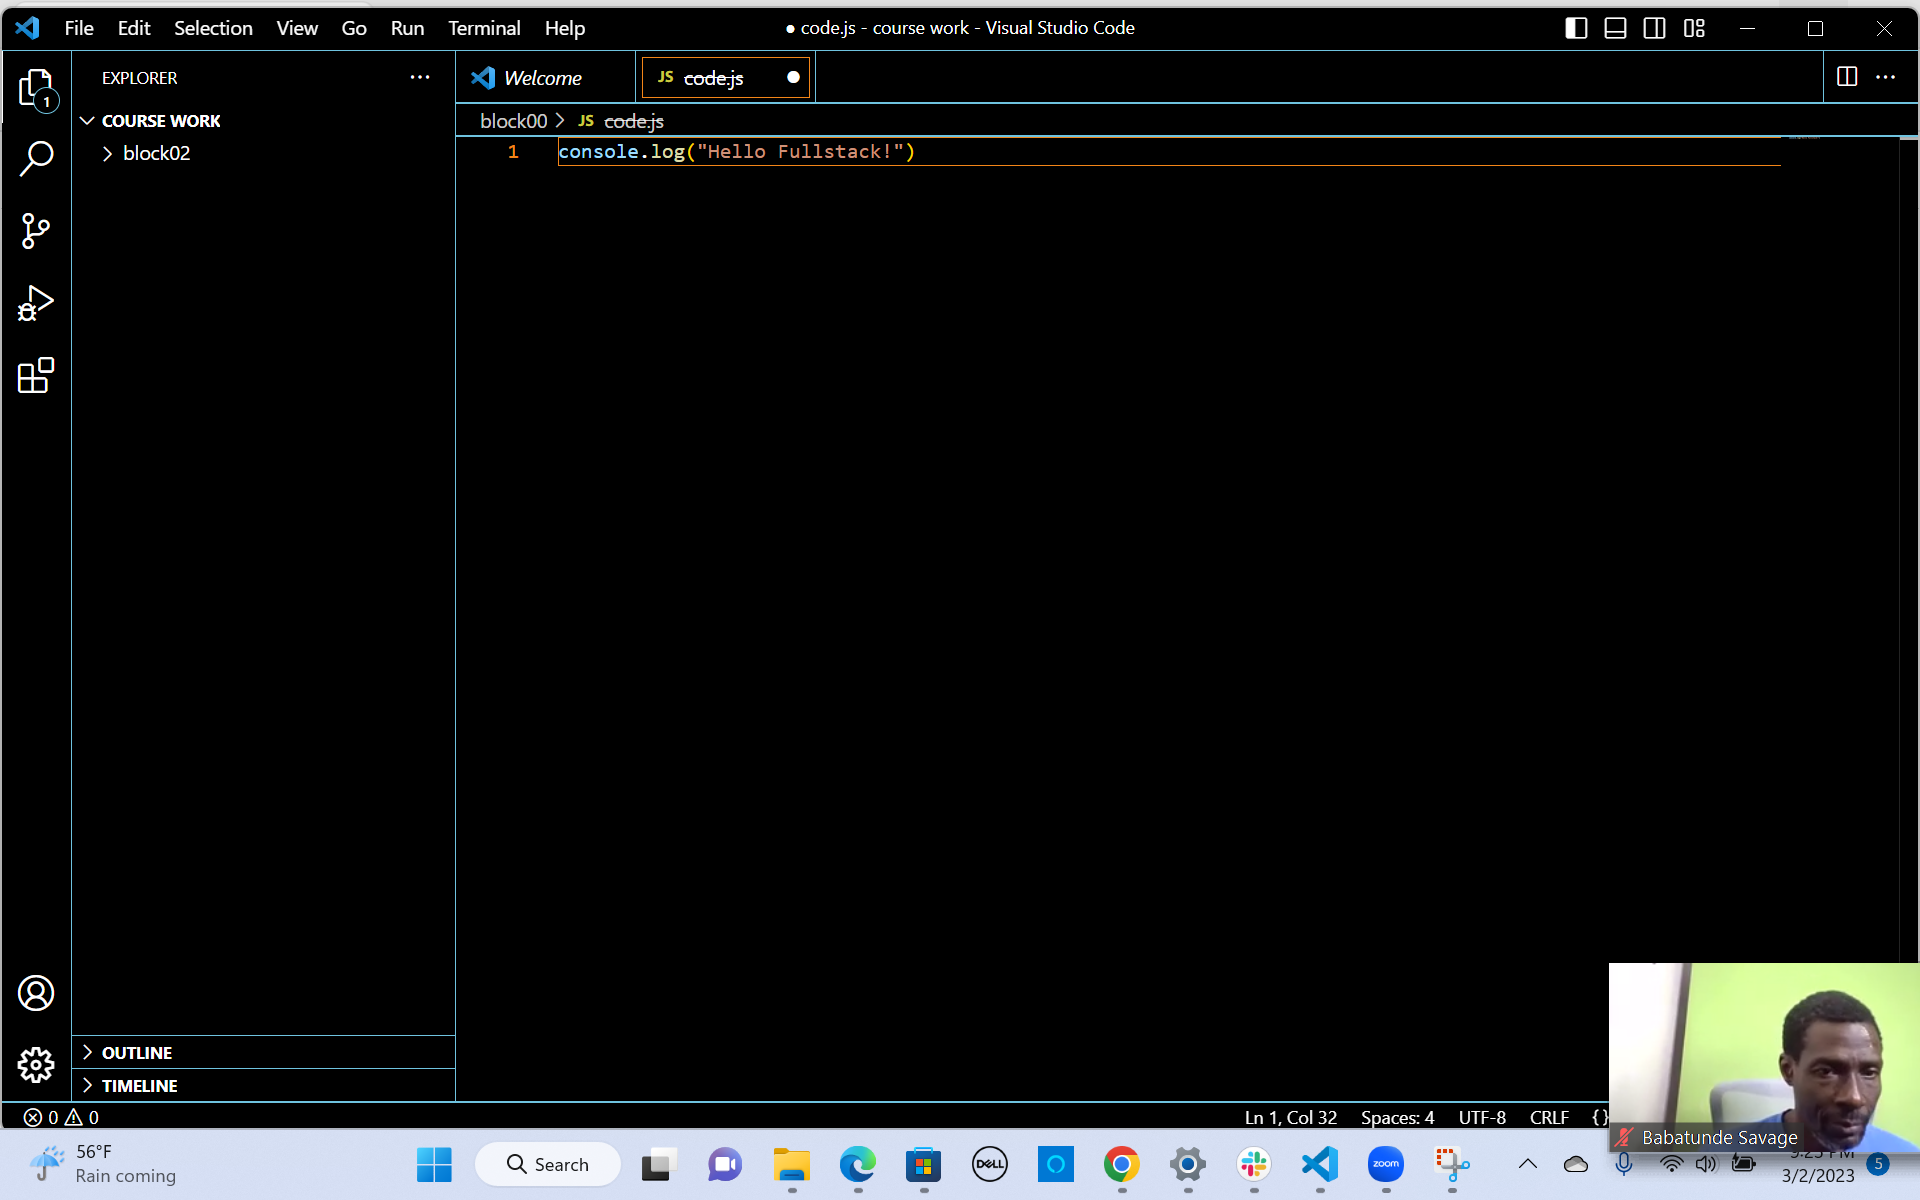 File Edit Selection View Go Run Terminal Help
● code.js - course work - Visual Studio Code
EXPLORER ...
Welcome
JS code.js
1
COURSE WORK
block00 > JS code.js
block02
1 console.log("Hello Fullstack!")
OUTLINE
TIMELINE
0 0
Ln 1, Col 32 Spaces: 4 UTF-8 CRLF {}
Babatunde Savage
56°F
Rain coming
Search
DELL
zoom
3/2/2023
5